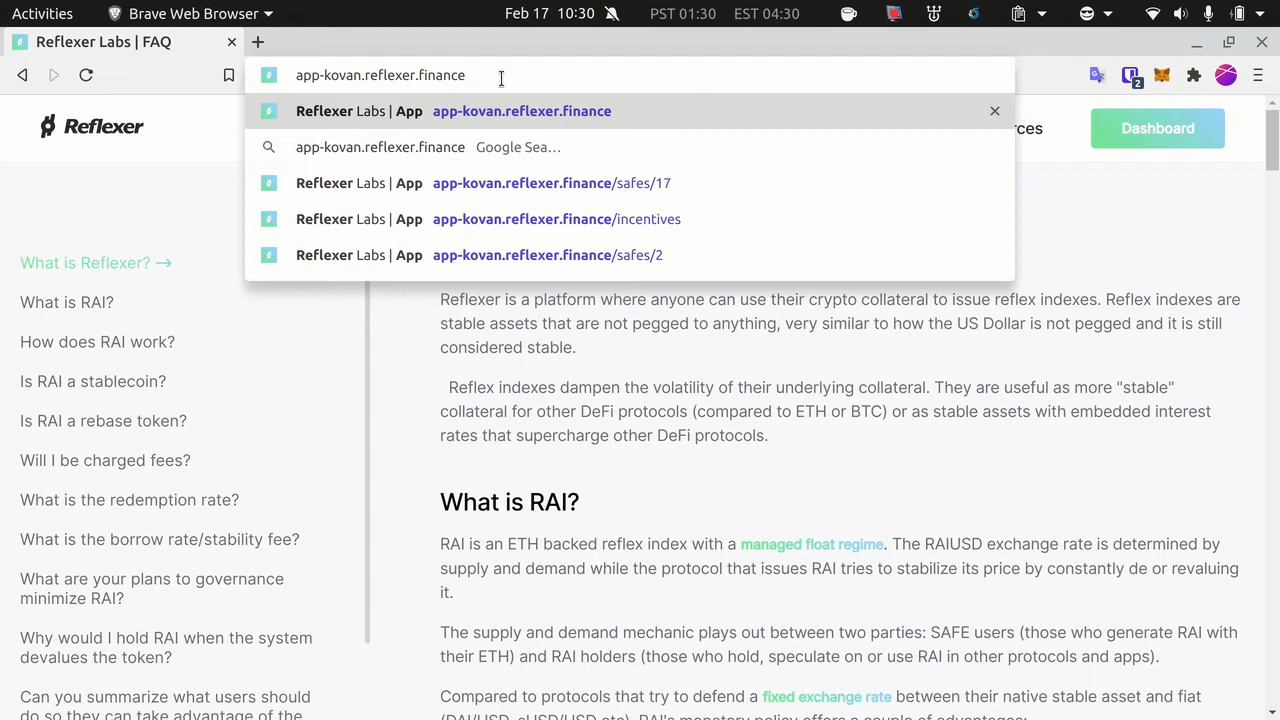 Activities Brave Web Browser Feb 17 10:30 PST 01:30 EST 04:30
Reflexer Labs | FAQ
app-kovan.reflexer.finance
2
Reflexer Labs | App app-kovan.reflexer.finance
app-kovan.reflexer.finance Google Sea…
Reflexer Labs | App app-kovan.reflexer.finance/safes/17
Reflexer Labs | App app-kovan.reflexer.finance/incentives
Reflexer Labs | App app-kovan.reflexer.finance/safes/2
Reflexer
Dashboard
What is Reflexer? →
What is RAI?
How does RAI work?
Is RAI a stablecoin?
Is RAI a rebase token?
Will I be charged fees?
What is the redemption rate?
What is the borrow rate/stability fee?
What are your plans to governance
minimize RAI?
Why would I hold RAI when the system
devalues the token?
Can you summarize what users should
do so they can take advantage of the
Reflexer is a platform where anyone can use their crypto collateral to issue reflex indexes. Reflex indexes are
stable assets that are not pegged to anything, very similar to how the US Dollar is not pegged and it is still
considered stable.
Reflex indexes dampen the volatility of their underlying collateral. They are useful as more "stable"
collateral for other DeFi protocols (compared to ETH or BTC) or as stable assets with embedded interest
rates that supercharge other DeFi protocols.
What is RAI?
RAI is an ETH backed reflex index with a managed float regime. The RAIUSD exchange rate is determined by
supply and demand while the protocol that issues RAI tries to stabilize its price by constantly de or revaluing
it.
The supply and demand mechanic plays out between two parties: SAFE users (those who generate RAI with
their ETH) and RAI holders (those who hold, speculate on or use RAI in other protocols and apps).
Compared to protocols that try to defend a fixed exchange rate between their native stable asset and fiat
(DAI/USD, sUSD/USD etc), RAI's monetary policy offers a couple of advantages: